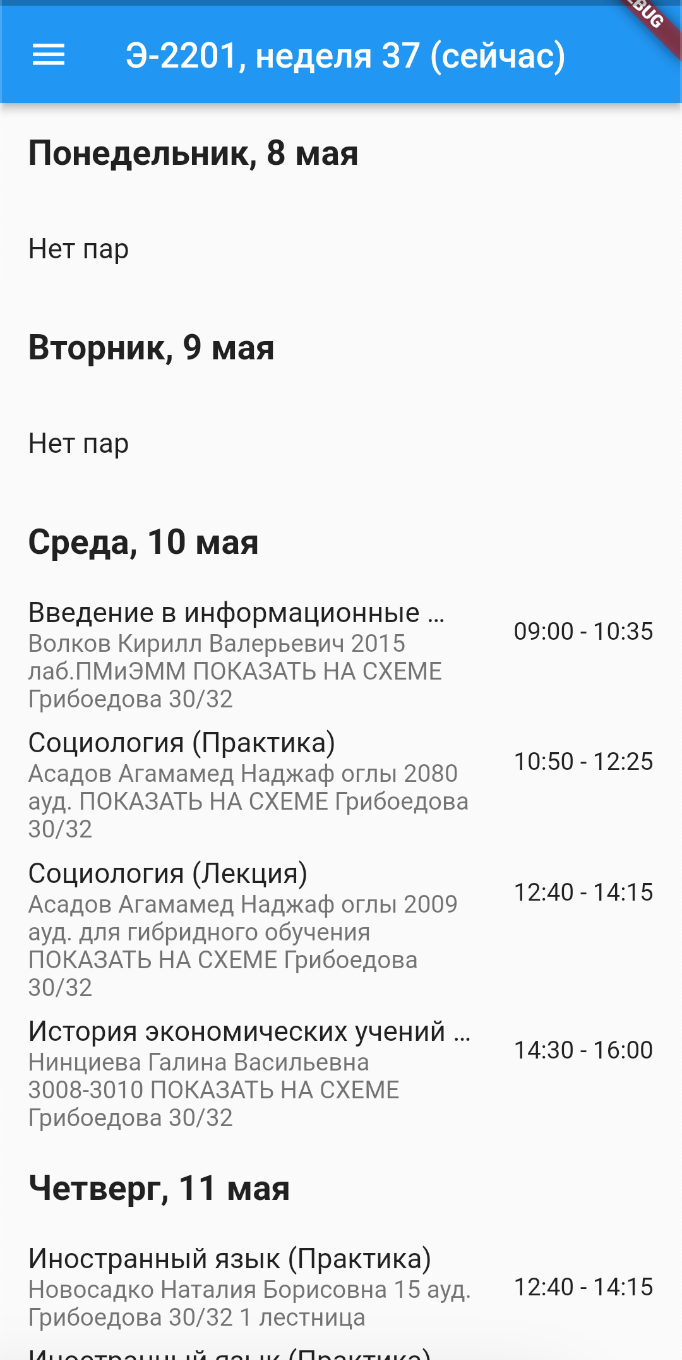 Э-2201, неделя 37 (сейчас)
Понедельник, 8 мая
Нет пар
Вторник, 9 мая
Нет пар
Среда, 10 мая
Введение в информационные ...
09:00 - 10:35
Волков Кирилл Валерьевич 2015
лаб.ПМиЭММ ПОКАЗАТЬ НА СХЕМЕ
Грибоедова 30/32
Социология (Практика)
10:50 - 12:25
Асадов Агамамед Наджаф оглы 2080
ауд. ПОКАЗАТЬ НА СХЕМЕ Грибоедова
30/32
Социология (Лекция)
12:40 - 14:15
Асадов Агамамед Наджаф оглы 2009
ауд. для гибридного обучения
ПОКАЗАТЬ НА СХЕМЕ Грибоедова
30/32
История экономических учений ...
14:30 - 16:00
Нинциева Галина Васильевна
3008-3010 ПОКАЗАТЬ НА СХЕМЕ
Грибоедова 30/32
Четверг, 11 мая
Иностранный язык (Практика)
12:40 - 14:15
Новосадко Наталия Борисовна 15 ауд.
Грибоедова 30/32 1 лестница
Иностранный язык (Практика)